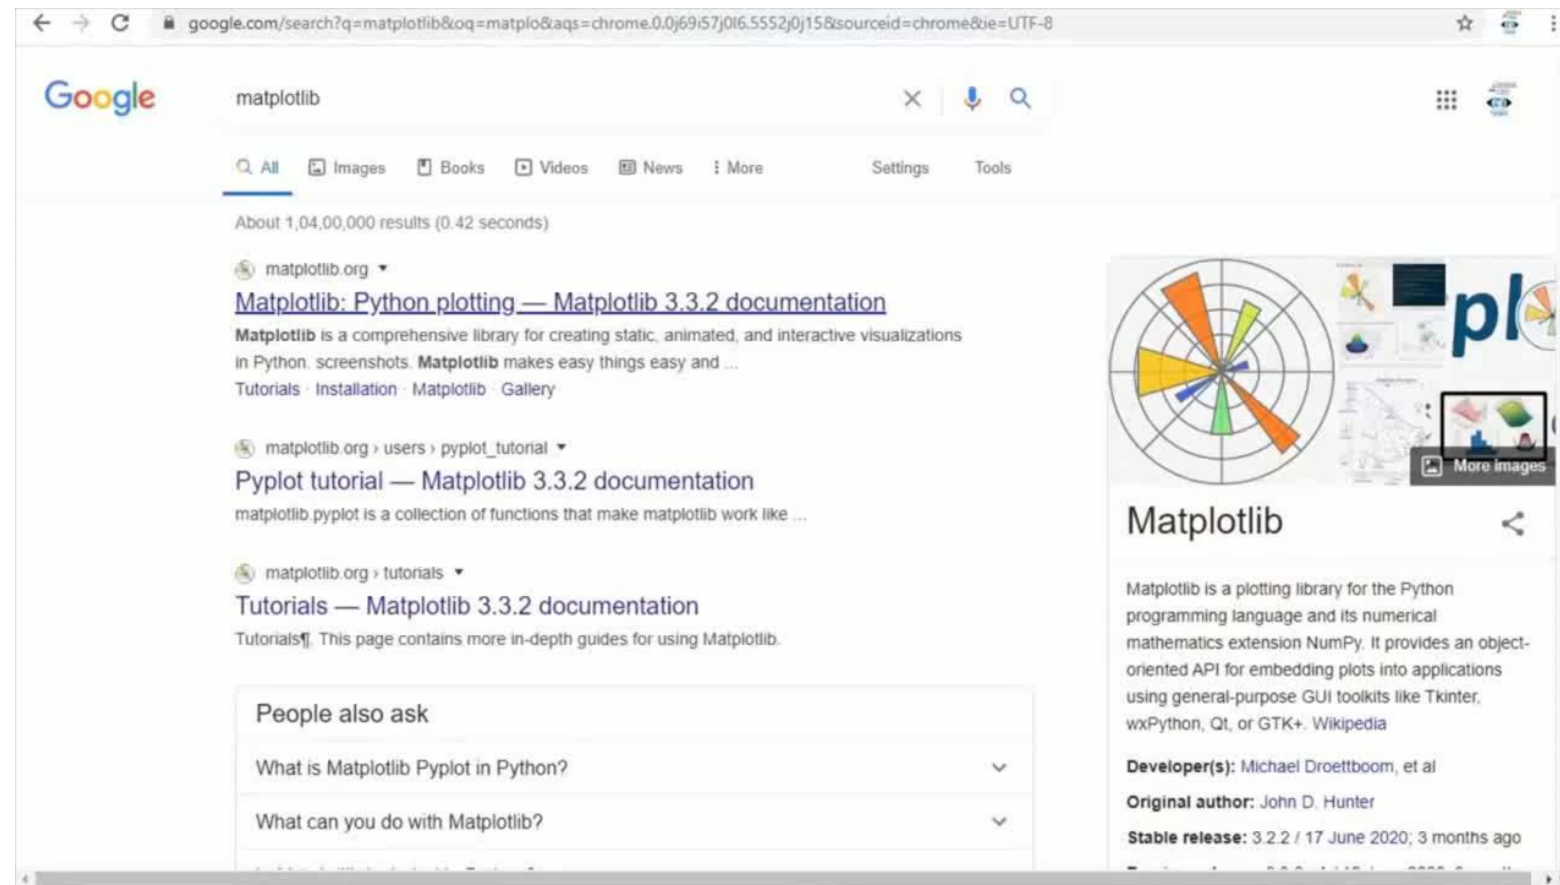 google.com/search?q=matplotlib&oq=matplo&aqs=chrome.0.0j69i57j0l6.5552j0j15&sourceid=chrome&ie=UTF-8
Google
matplotlib
All Images Books Videos News More Settings Tools
About 1,04,00,000 results (0.42 seconds)
matplotlib.org
Matplotlib: Python plotting — Matplotlib 3.3.2 documentation
Matplotlib is a comprehensive library for creating static, animated, and interactive visualizations
in Python. screenshots. Matplotlib makes easy things easy and ...
Tutorials · Installation · Matplotlib · Gallery
matplotlib.org › users › pyplot_tutorial
Pyplot tutorial — Matplotlib 3.3.2 documentation
matplotlib.pyplot is a collection of functions that make matplotlib work like ...
matplotlib.org › tutorials
Tutorials — Matplotlib 3.3.2 documentation
Tutorials¶. This page contains more in-depth guides for using Matplotlib.
People also ask
What is Matplotlib Pyplot in Python?
What can you do with Matplotlib?
pl
More images
Matplotlib
Matplotlib is a plotting library for the Python
programming language and its numerical
mathematics extension NumPy. It provides an object-
oriented API for embedding plots into applications
using general-purpose GUI toolkits like Tkinter,
wxPython, Qt, or GTK+. Wikipedia
Developer(s): Michael Droettboom, et al
Original author: John D. Hunter
Stable release: 3.2.2 / 17 June 2020; 3 months ago